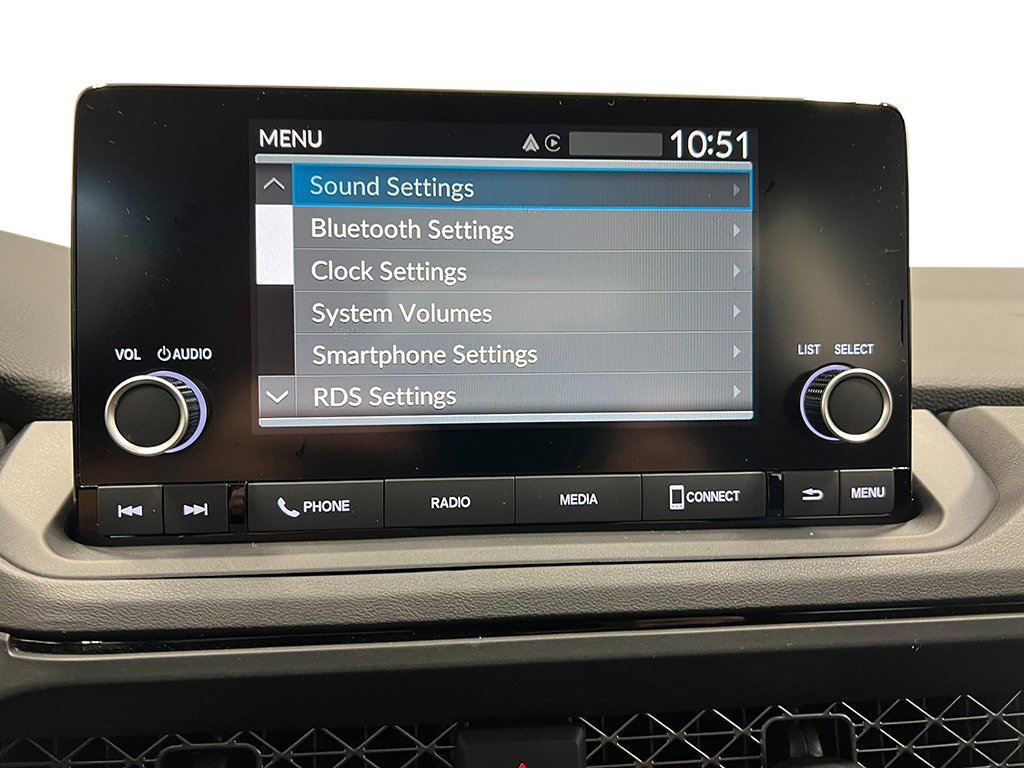 MENU 10:51
Sound Settings
Bluetooth Settings
Clock Settings
System Volumes
Smartphone Settings
RDS Settings
VOL AUDIO
LIST SELECT
PHONE RADIO MEDIA CONNECT MENU